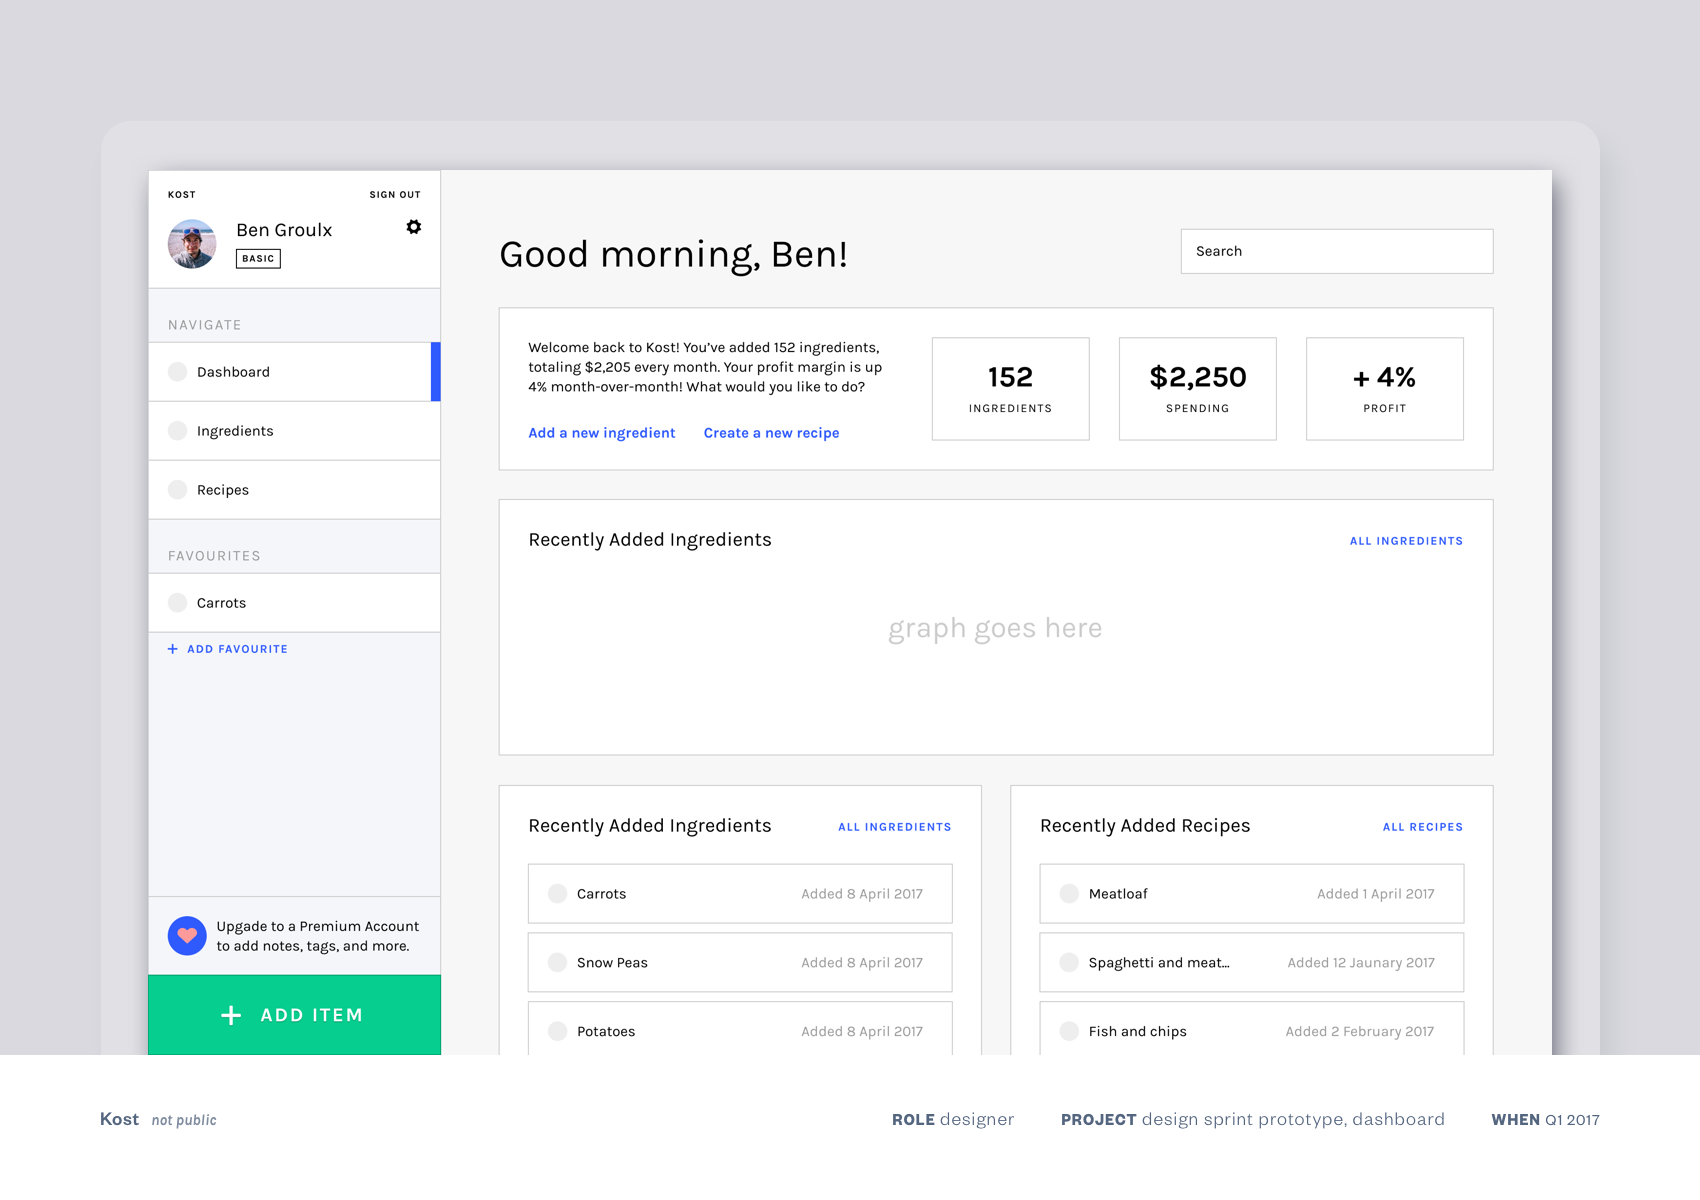 KOST
SIGN OUT
Ben Groulx
BASIC
NAVIGATE
Dashboard
Ingredients
Recipes
FAVOURITES
Carrots
+ ADD FAVOURITE
Upgade to a Premium Account
to add notes, tags, and more.
+ ADD ITEM
Good morning, Ben!
Search
Welcome back to Kost! You’ve added 152 ingredients,
totaling $2,205 every month. Your profit margin is up
4% month-over-month! What would you like to do?
Add a new ingredient
Create a new recipe
152
INGREDIENTS
$2,250
SPENDING
+ 4%
PROFIT
Recently Added Ingredients
ALL INGREDIENTS
graph goes here
Recently Added Ingredients
ALL INGREDIENTS
Carrots
Added 8 April 2017
Snow Peas
Added 8 April 2017
Potatoes
Added 8 April 2017
Recently Added Recipes
ALL RECIPES
Meatloaf
Added 1 April 2017
Spaghetti and meat...
Added 12 Jaunary 2017
Fish and chips
Added 2 February 2017
Kost not public
ROLE designer
PROJECT design sprint prototype, dashboard
WHEN Q1 2017